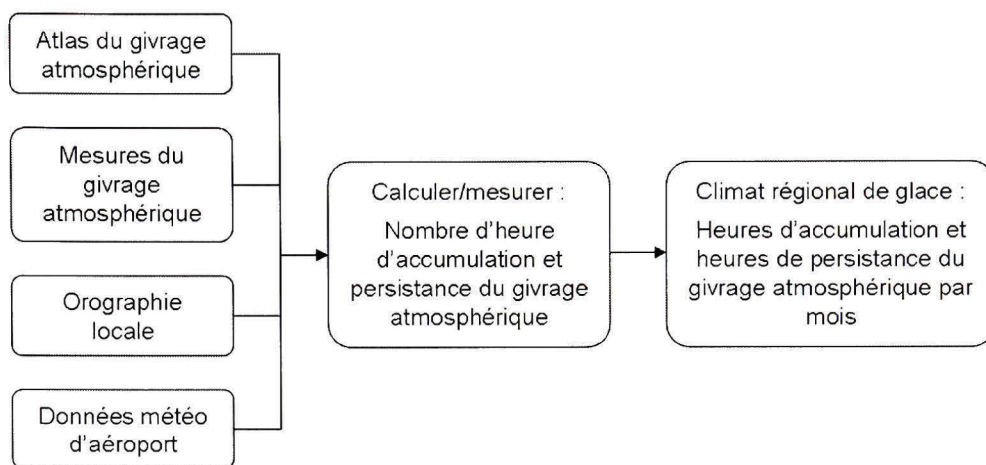 Atlas du givrage
atmosphérique
Mesures du
givrage
atmosphérique
Orographie
locale
Données météo
d'aéroport
Calculer/mesurer :
Nombre d'heure
d'accumulation et
persistance du givrage
atmosphérique
Climat régional de glace :
Heures d'accumulation et
heures de persistance du
givrage atmosphérique par
mois